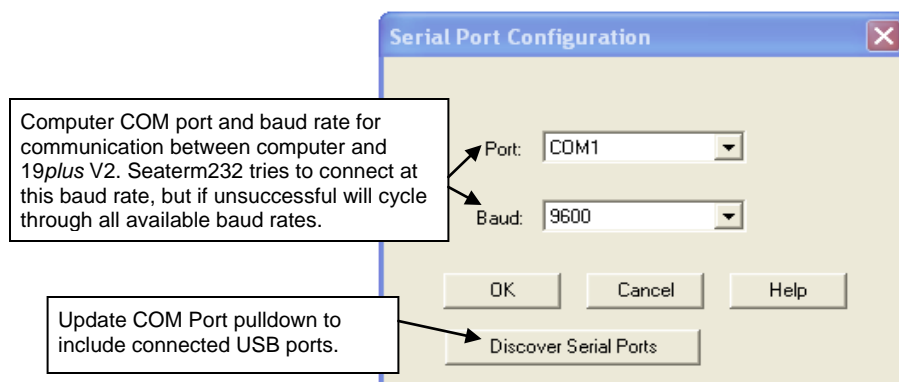 Serial Port Configuration
Computer COM port and baud rate for
communication between computer and
19plus V2. Seaterm232 tries to connect at
this baud rate, but if unsuccessful will cycle
through all available baud rates.
Port: COM1
Baud: 9600
OK Cancel Help
Update COM Port pulldown to
include connected USB ports.
Discover Serial Ports